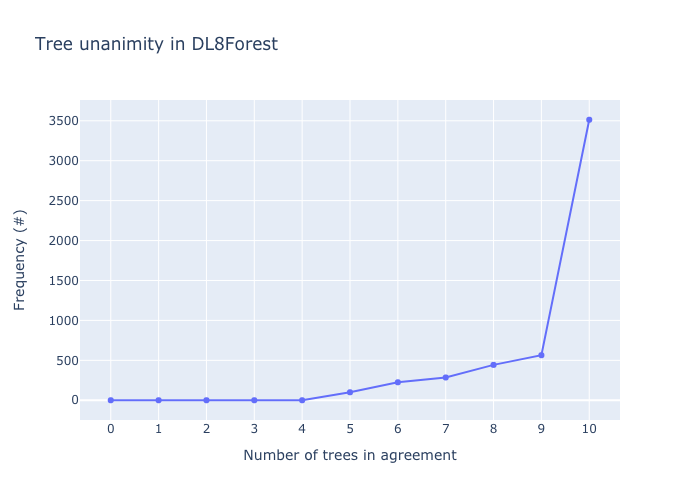 Tree unanimity in DL8Forest
3500
3000
2500
2000
1500
1000
500
0
Frequency (#)
0 1 2 3 4 5 6 7 8 9 10
Number of trees in agreement